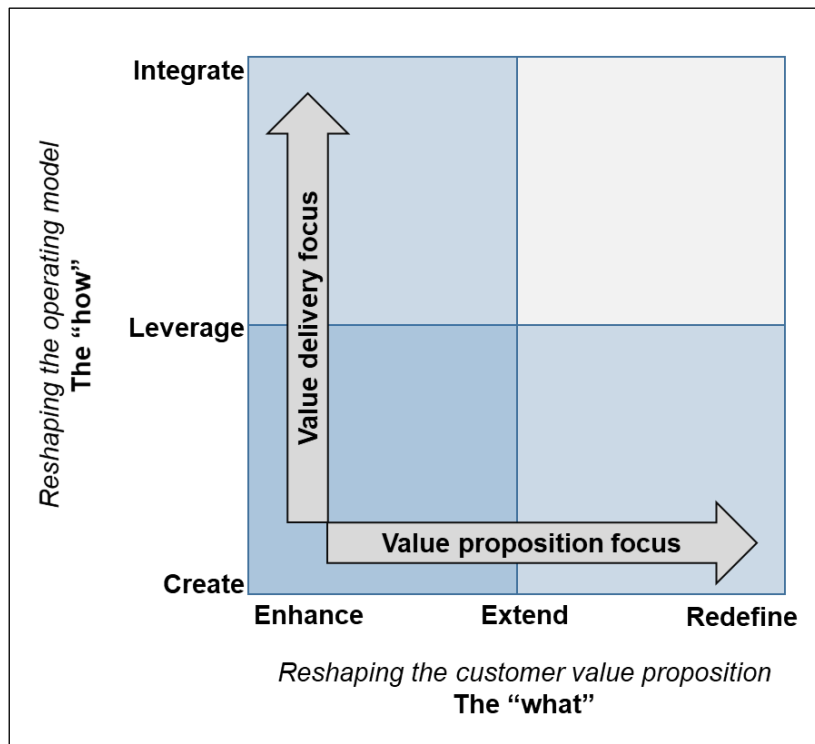 Integrate
Reshaping the operating model
The “how”
Value delivery focus
Leverage
Value proposition focus
Create
Enhance
Extend
Redefine
Reshaping the customer value proposition
The “what”